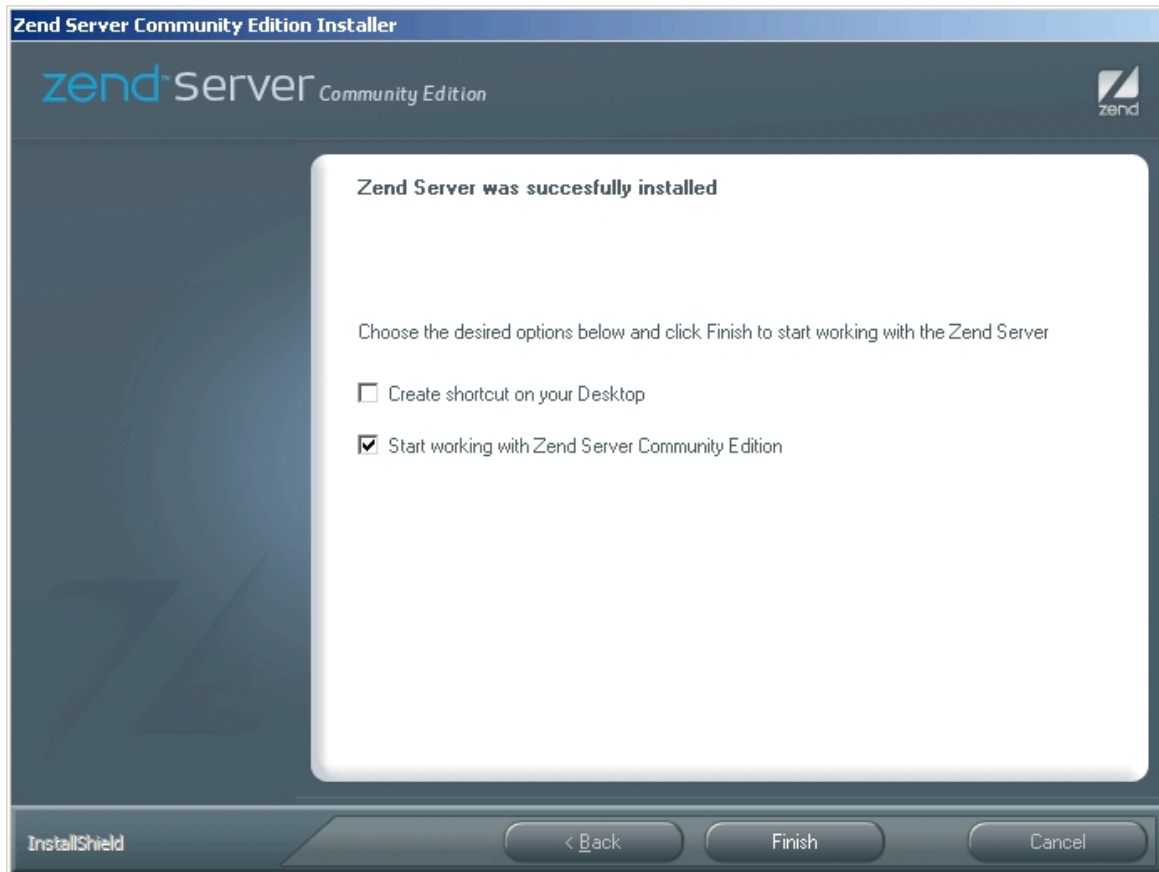 Zend Server Community Edition Installer
zend™ server Community Edition
zend
Zend Server was succesfully installed
Choose the desired options below and click Finish to start working with the Zend Server
Create shortcut on your Desktop
Start working with Zend Server Community Edition
InstallShield
< Back
Finish
Cancel